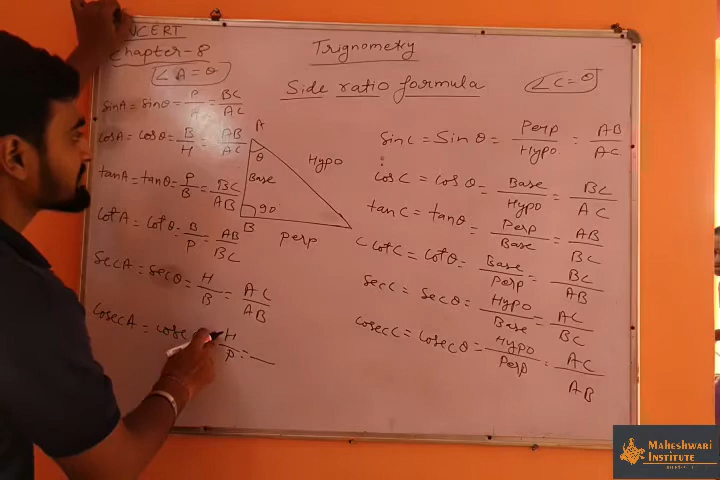 NCERT
Chapter-8
Trignometry
∠A = θ
Side ratio formula
∠C = θ
sinA = sinθ = P/H = BC/AC
cosA = cosθ = B/H = AB/AC
tanA = tanθ = P/B = BC/AB
cotA = cotθ = B/P = AB/BC
SecA = secθ = H/B = AC/AB
CosecA = cosec H/P =
A
θ
Base
Hypo
90
B
Perp
C
SinC = Sinθ = Perp/Hypo = AB/AC
cosC = cosθ = Base/Hypo = BC/AC
tanC = tanθ = Perp/Base = AB/BC
cotC = cotθ = Base/Perp = BC/AB
SecC = Secθ = Hypo/Base = AC/BC
CosecC = Cosecθ = Hypo/Perp = AC/AB
Maheshwari
Institute